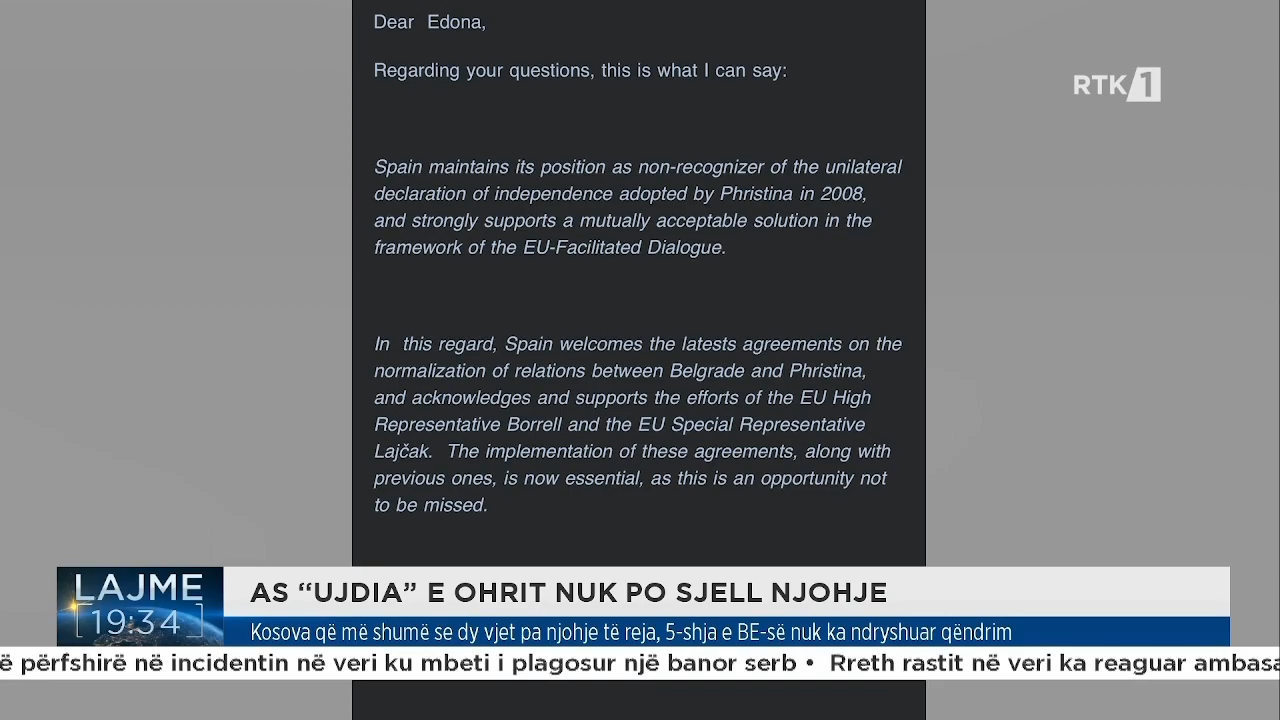 Dear Edona,
Regarding your questions, this is what I can say:
RTK 1
Spain maintains its position as non-recognizer of the unilateral
declaration of independence adopted by Phristina in 2008,
and strongly supports a mutually acceptable solution in the
framework of the EU-Facilitated Dialogue.
In this regard, Spain welcomes the latests agreements on the
normalization of relations between Belgrade and Phristina,
and acknowledges and supports the efforts of the EU High
Representative Borrell and the EU Special Representative
Lajčak. The implementation of these agreements, along with
previous ones, is now essential, as this is an opportunity not
to be missed.
LAJME
[19:34]
AS “UJDIA” E OHRIT NUK PO SJELL NJOHJE
Kosova që më shumë se dy vjet pa njohje të reja, 5-shja e BE-së nuk ka ndryshuar qëndrim
ë përfshirë në incidentin në veri ku mbeti i plagosur një banor serb • Rreth rastit në veri ka reaguar ambasa